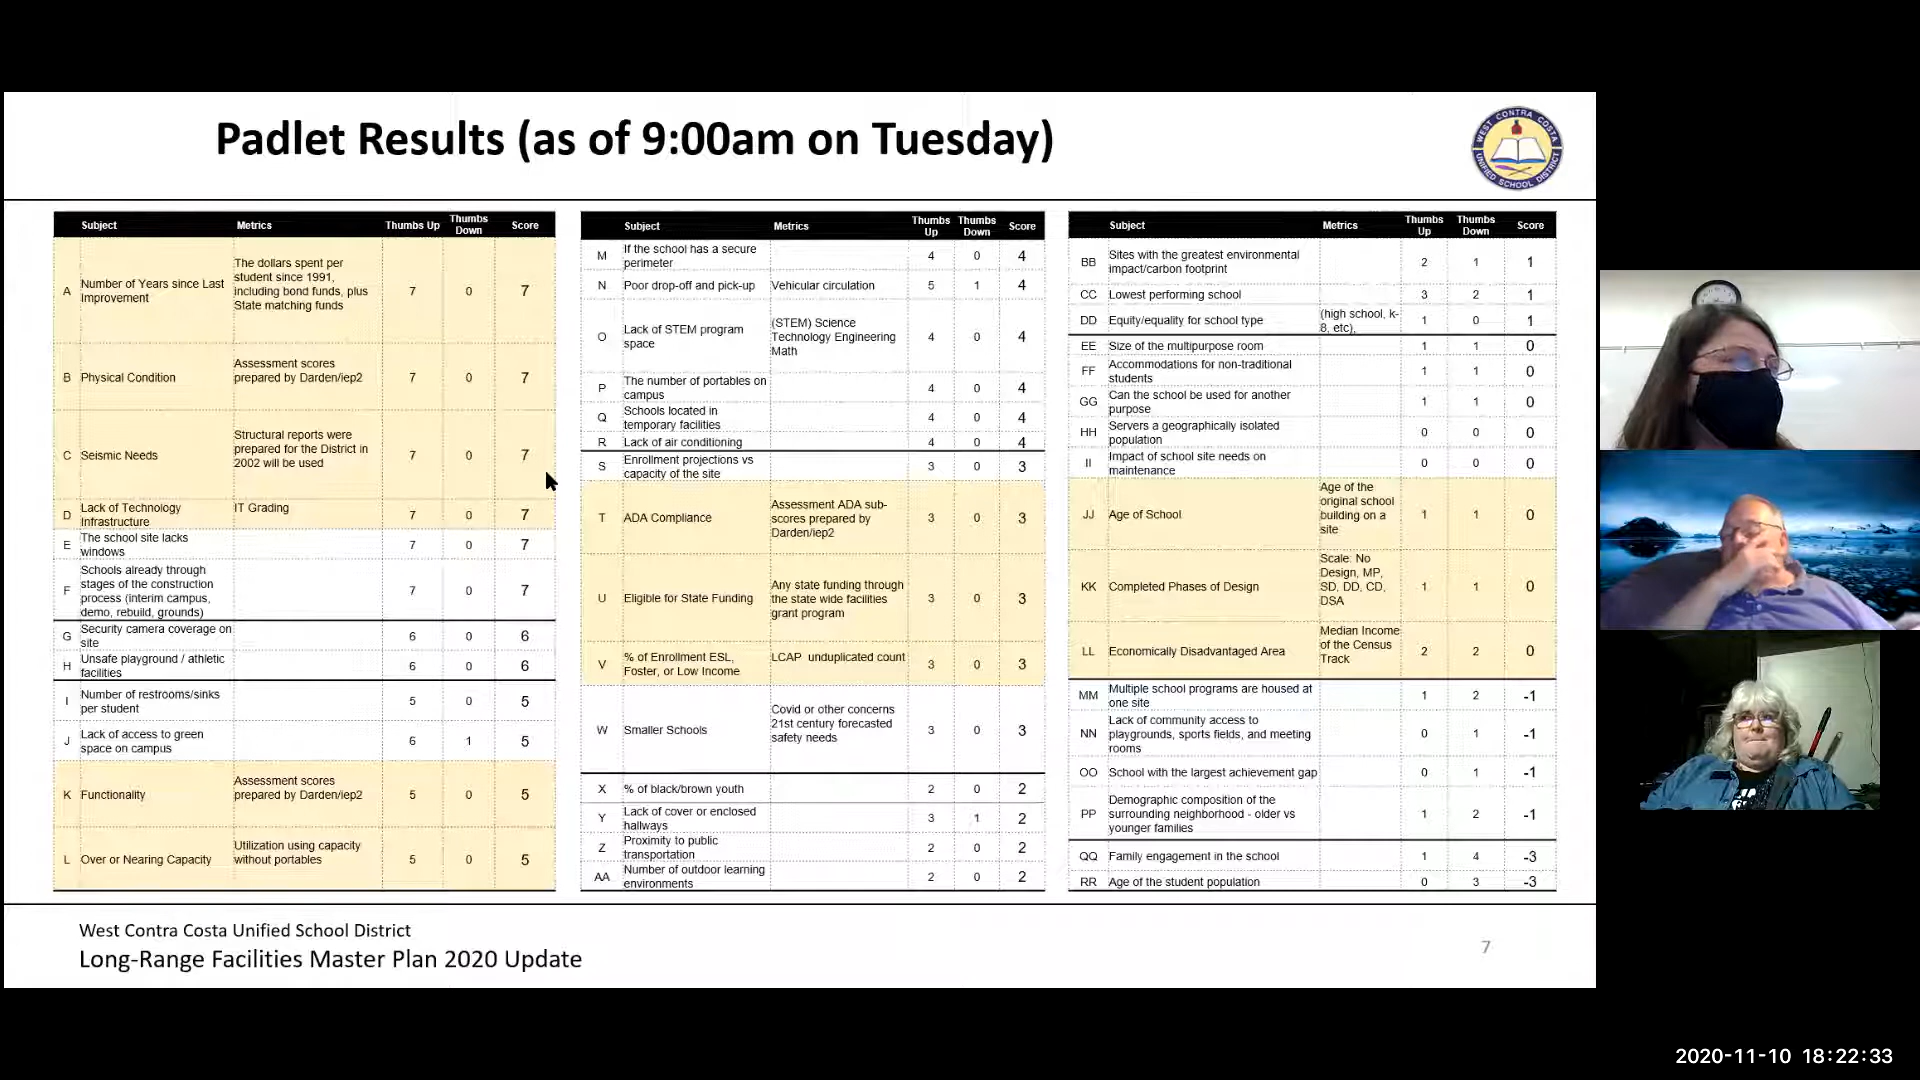 Padlet Results (as of 9:00am on Tuesday)
WEST CONTRA COSTA
UNIFIED SCHOOL DISTRICT
Subject Metrics Thumbs Up Thumbs Down Score
A Number of Years since Last Improvement The dollars spent per student since 1991, including bond funds, plus State matching funds 7 0 7
B Physical Condition Assessment scores prepared by Darden/iep2 7 0 7
C Seismic Needs Structural reports were prepared for the District in 2002 will be used 7 0 7
D Lack of Technology Infrastructure IT Grading 7 0 7
E The school site lacks windows 7 0 7
F Schools already through stages of the construction process (interim campus, demo, rebuild, grounds) 7 0 7
G Security camera coverage on site 6 0 6
H Unsafe playground / athletic facilities 6 0 6
I Number of restrooms/sinks per student 5 0 5
J Lack of access to green space on campus 6 1 5
K Functionality Assessment scores prepared by Darden/iep2 5 0 5
L Over or Nearing Capacity Utilization using capacity without portables 5 0 5
Subject Metrics Thumbs Up Thumbs Down Score
M If the school has a secure perimeter 4 0 4
N Poor drop-off and pick-up Vehicular circulation 5 1 4
O Lack of STEM program space (STEM) Science Technology Engineering Math 4 0 4
P The number of portables on campus 4 0 4
Q Schools located in temporary facilities 4 0 4
R Lack of air conditioning 4 0 4
S Enrollment projections vs capacity of the site 3 0 3
T ADA Compliance Assessment ADA sub-scores prepared by Darden/iep2 3 0 3
U Eligible for State Funding Any state funding through the state wide facilities grant program 3 0 3
V % of Enrollment ESL, Foster, or Low Income LCAP unduplicated count 3 0 3
W Smaller Schools Covid or other concerns 21st century forecasted safety needs 3 0 3
X % of black/brown youth 2 0 2
Y Lack of cover or enclosed hallways 3 1 2
Z Proximity to public transportation 2 0 2
AA Number of outdoor learning environments 2 0 2
Subject Metrics Thumbs Up Thumbs Down Score
BB Sites with the greatest environmental impact/carbon footprint 2 1 1
CC Lowest performing school 3 2 1
DD Equity/equality for school type (high school, k-8, etc), 1 0 1
EE Size of the multipurpose room 1 1 0
FF Accommodations for non-traditional students 1 1 0
GG Can the school be used for another purpose 1 1 0
HH Servers a geographically isolated population 0 0 0
II Impact of school site needs on maintenance 0 0 0
JJ Age of School Age of the original school building on a site 1 1 0
KK Completed Phases of Design Scale: No Design, MP, SD, DD, CD, DSA 1 1 0
LL Economically Disadvantaged Area Median Income of the Census Track 2 2 0
MM Multiple school programs are housed at one site 1 2 -1
NN Lack of community access to playgrounds, sports fields, and meeting rooms 0 1 -1
OO School with the largest achievement gap 0 1 -1
PP Demographic composition of the surrounding neighborhood - older vs younger families 1 2 -1
QQ Family engagement in the school 1 4 -3
RR Age of the student population 0 3 -3
West Contra Costa Unified School District
Long-Range Facilities Master Plan 2020 Update
7
2020-11-10 18:22:33